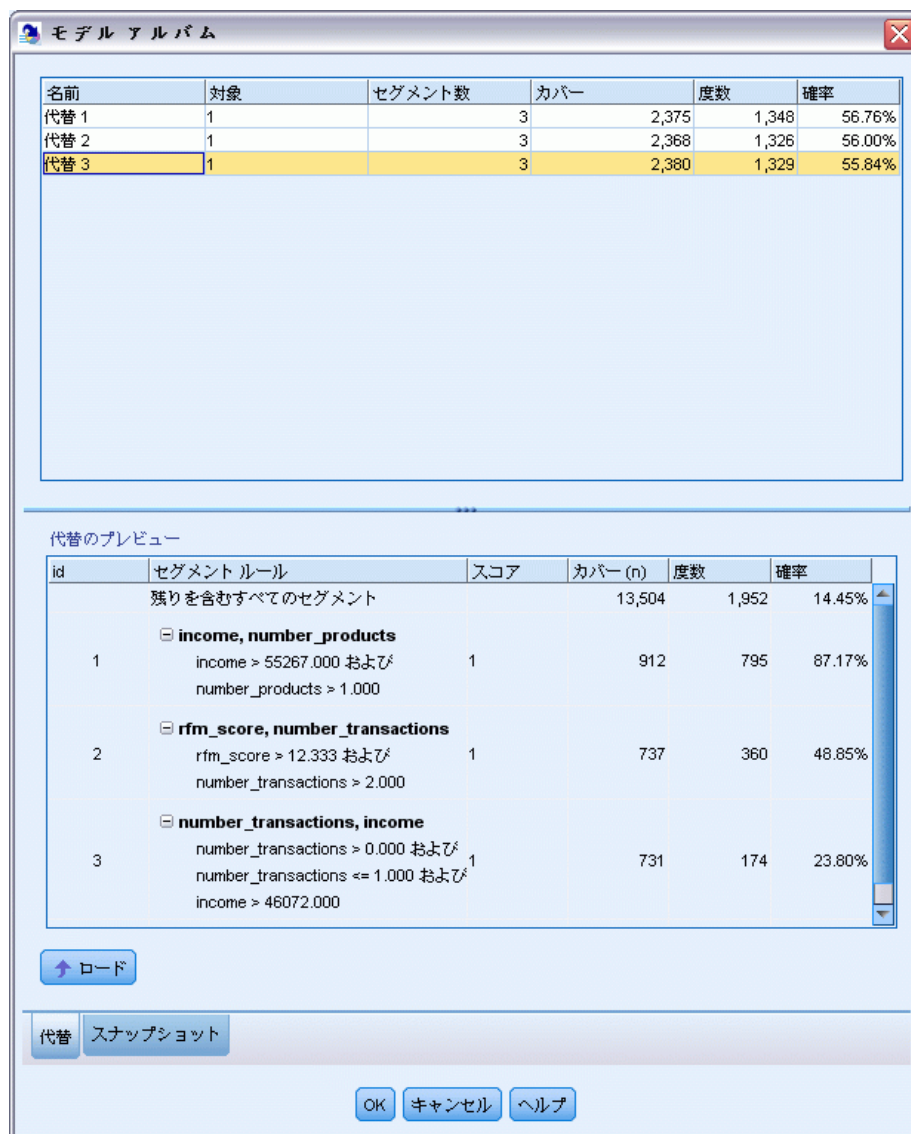 モデル アルバム
名前 対象 セグメント数 カバー 度数 確率
代替 1 1 3 2,375 1,348 56.76%
代替 2 1 3 2,368 1,326 56.00%
代替 3 1 3 2,380 1,329 55.84%
代替のプレビュー
id セグメント ルール スコア カバー (n) 度数 確率
残りを含むすべてのセグメント 13,504 1,952 14.45%
income, number_products
1 income > 55267.000 および 1 912 795 87.17%
number_products > 1.000
rfm_score, number_transactions
2 rfm_score > 12.333 および 1 737 360 48.85%
number_transactions > 2.000
number_transactions, income
number_transactions > 0.000 および
3 number_transactions <= 1.000 および 1 731 174 23.80%
income > 46072.000
ロード
代替 スナップショット
OK キャンセル ヘルプ